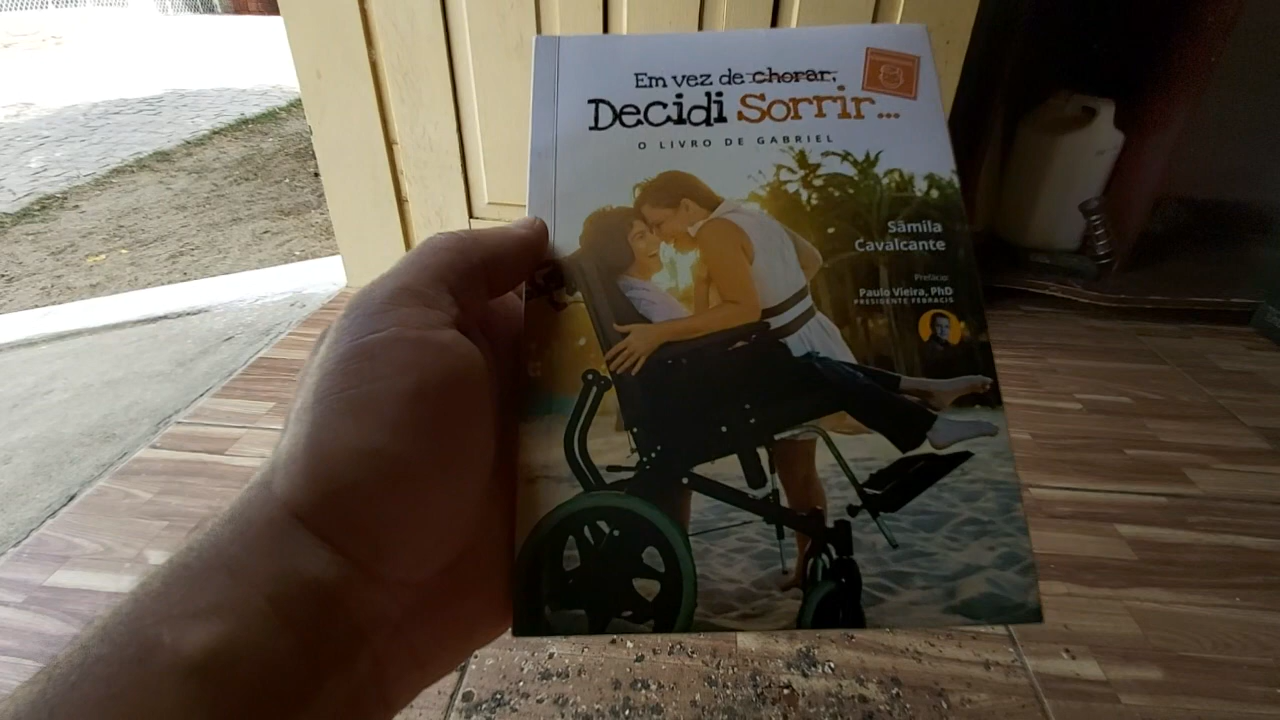 Em vez de chorar,
Decidi Sorrir...
O LIVRO DE GABRIEL
Sâmila
Cavalcante
Prefácio:
Paulo Vieira, PhD
PRESIDENTE FEBRACIS